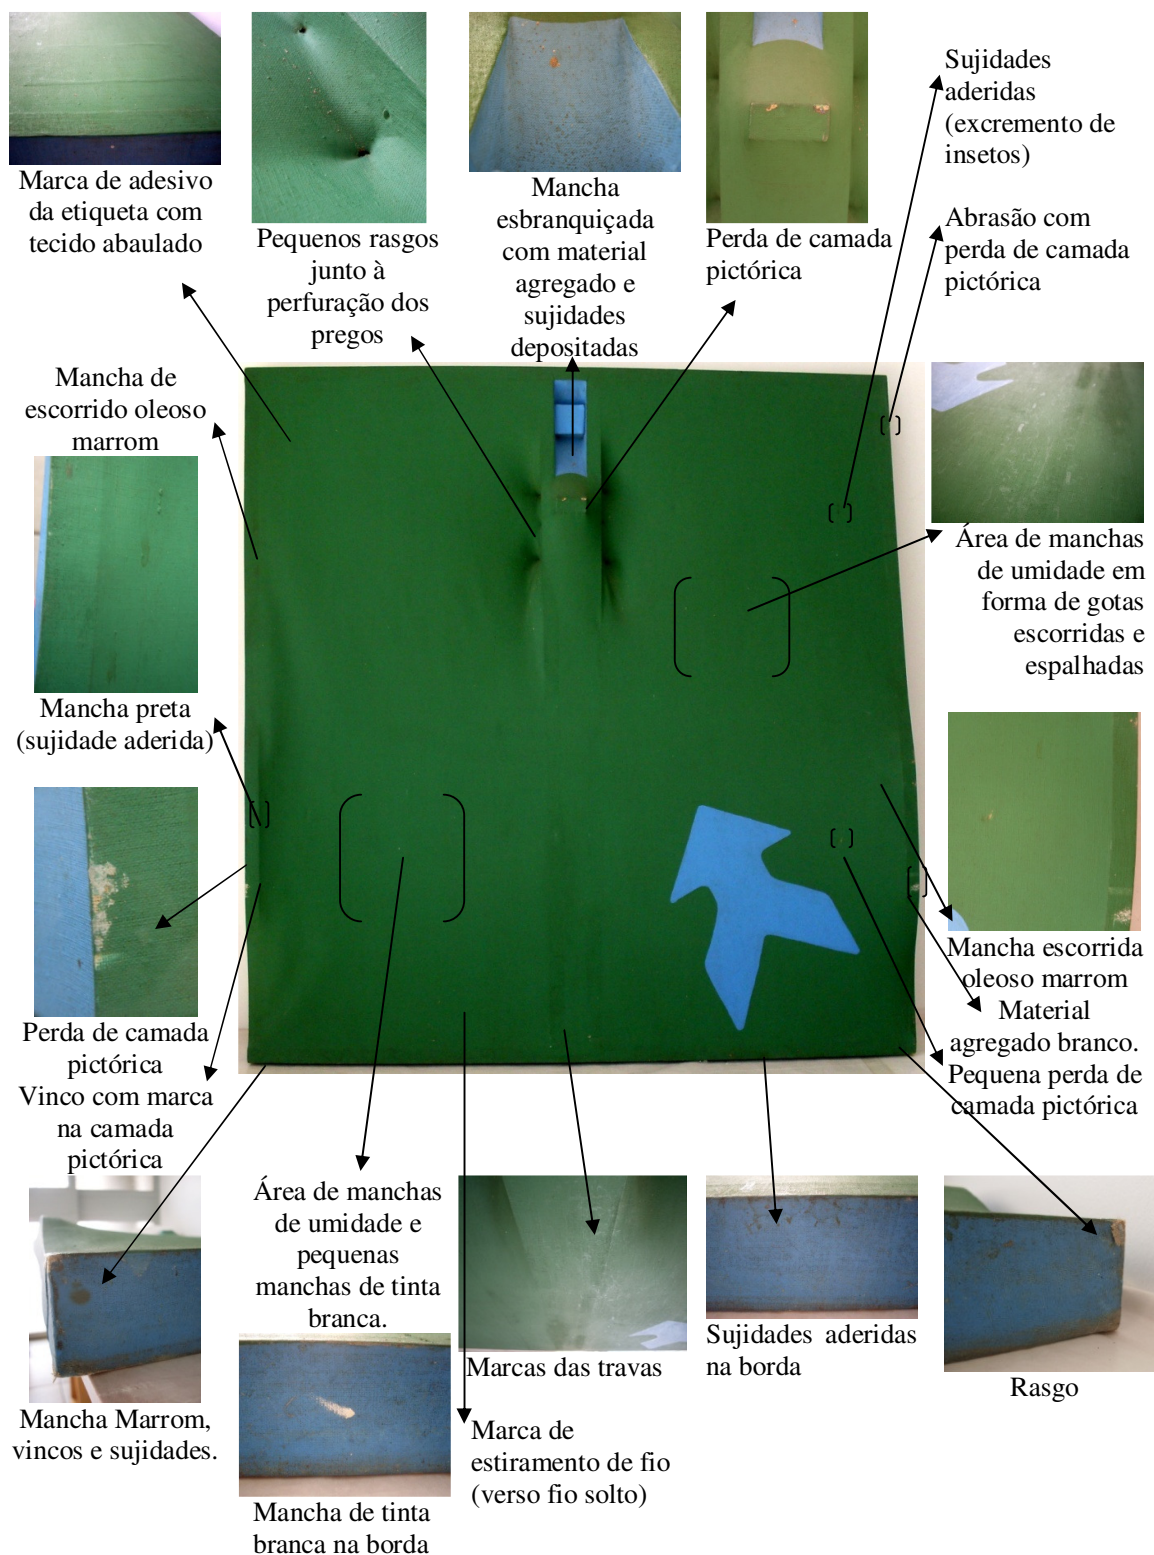 Marca de adesivo
da etiqueta com
tecido abaulado
Pequenos rasgos
junto à
perfuração dos
pregos
Mancha
esbranquiçada
com material
agregado e
sujidades
depositadas
Perda de camada
pictórica
Sujidades
aderidas
(excremento de
insetos)
Abrasão com
perda de camada
pictórica
Mancha de
escorrido oleoso
marrom
Área de manchas
de umidade em
forma de gotas
escorridas e
espalhadas
Mancha preta
(sujidade aderida)
Perda de camada
pictórica
Vinco com marca
na camada
pictórica
Mancha escorrida
oleoso marrom
Material
agregado branco.
Pequena perda de
camada pictórica
Mancha Marrom,
vincos e sujidades.
Área de manchas
de umidade e
pequenas
manchas de tinta
branca.
Mancha de tinta
branca na borda
Marcas das travas
Marca de
estiramento de fio
(verso fio solto)
Sujidades aderidas
na borda
Rasgo